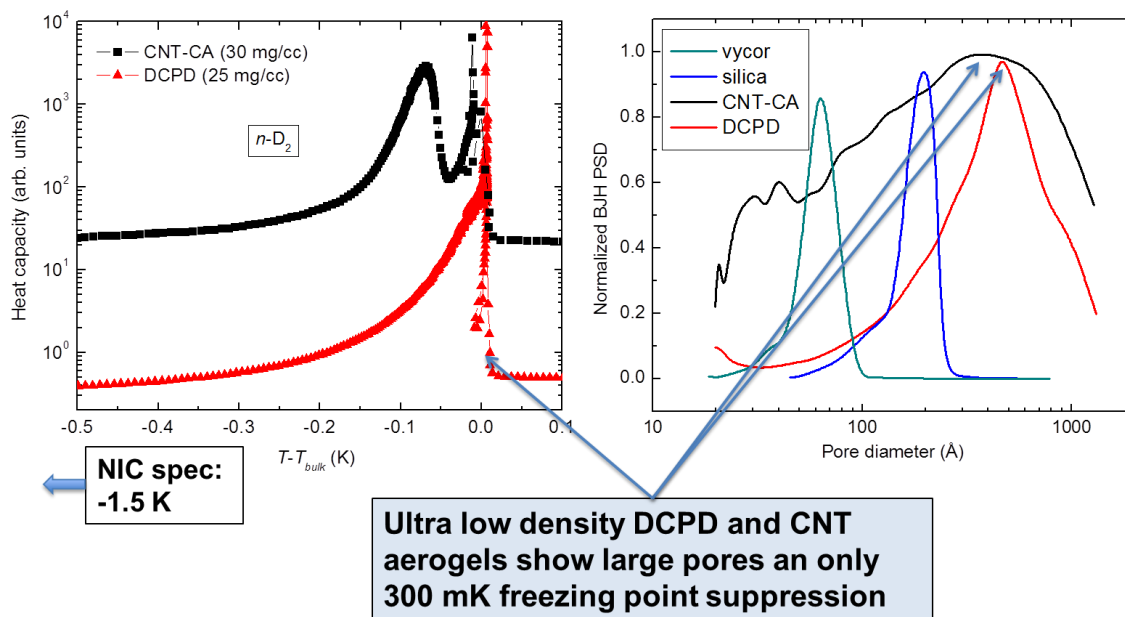 CNT-CA (30 mg/cc)
DCPD (25 mg/cc)
n-D2
Heat capacity (arb. units)
10^4
10^3
10^2
10^1
10^0
-0.5
-0.4
-0.3
-0.2
-0.1
0.0
0.1
T-Tbulk (K)
vycor
silica
CNT-CA
DCPD
Normalized BJH PSD
1.0
0.8
0.6
0.4
0.2
0.0
10
100
1000
Pore diameter (Å)
NIC spec:
-1.5 K
Ultra low density DCPD and CNT
aerogels show large pores an only
300 mK freezing point suppression